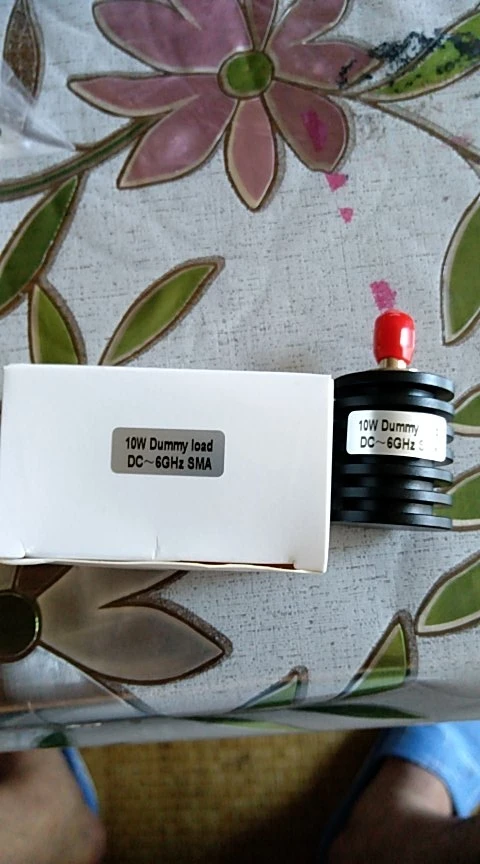 10W Dummy load
DC～6GHz SMA
10W Dummy
DC～6GHz S